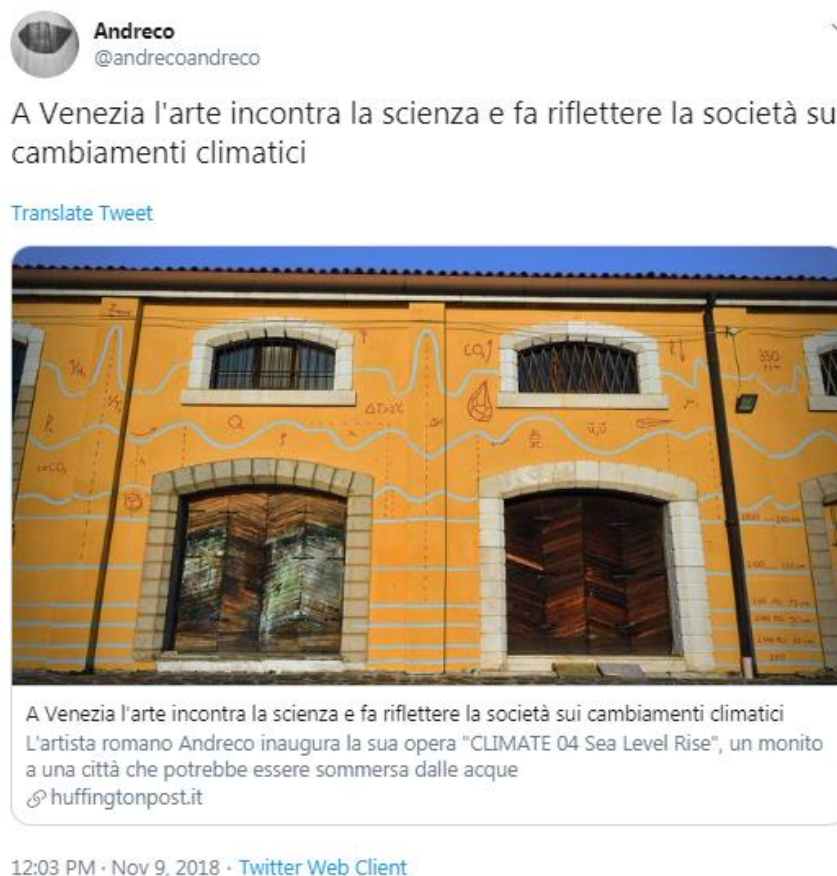 Andreco
@andrecoandreco
A Venezia l'arte incontra la scienza e fa riflettere la società su
cambiamenti climatici
Translate Tweet
CO₂
350
Q
ΔT>2°C
ΔH
A Venezia l'arte incontra la scienza e fa riflettere la società sui cambiamenti climatici
L'artista romano Andreco inaugura la sua opera "CLIMATE 04 Sea Level Rise", un monito
a una città che potrebbe essere sommersa dalle acque
huffingtonpost.it
12:03 PM · Nov 9, 2018 · Twitter Web Client